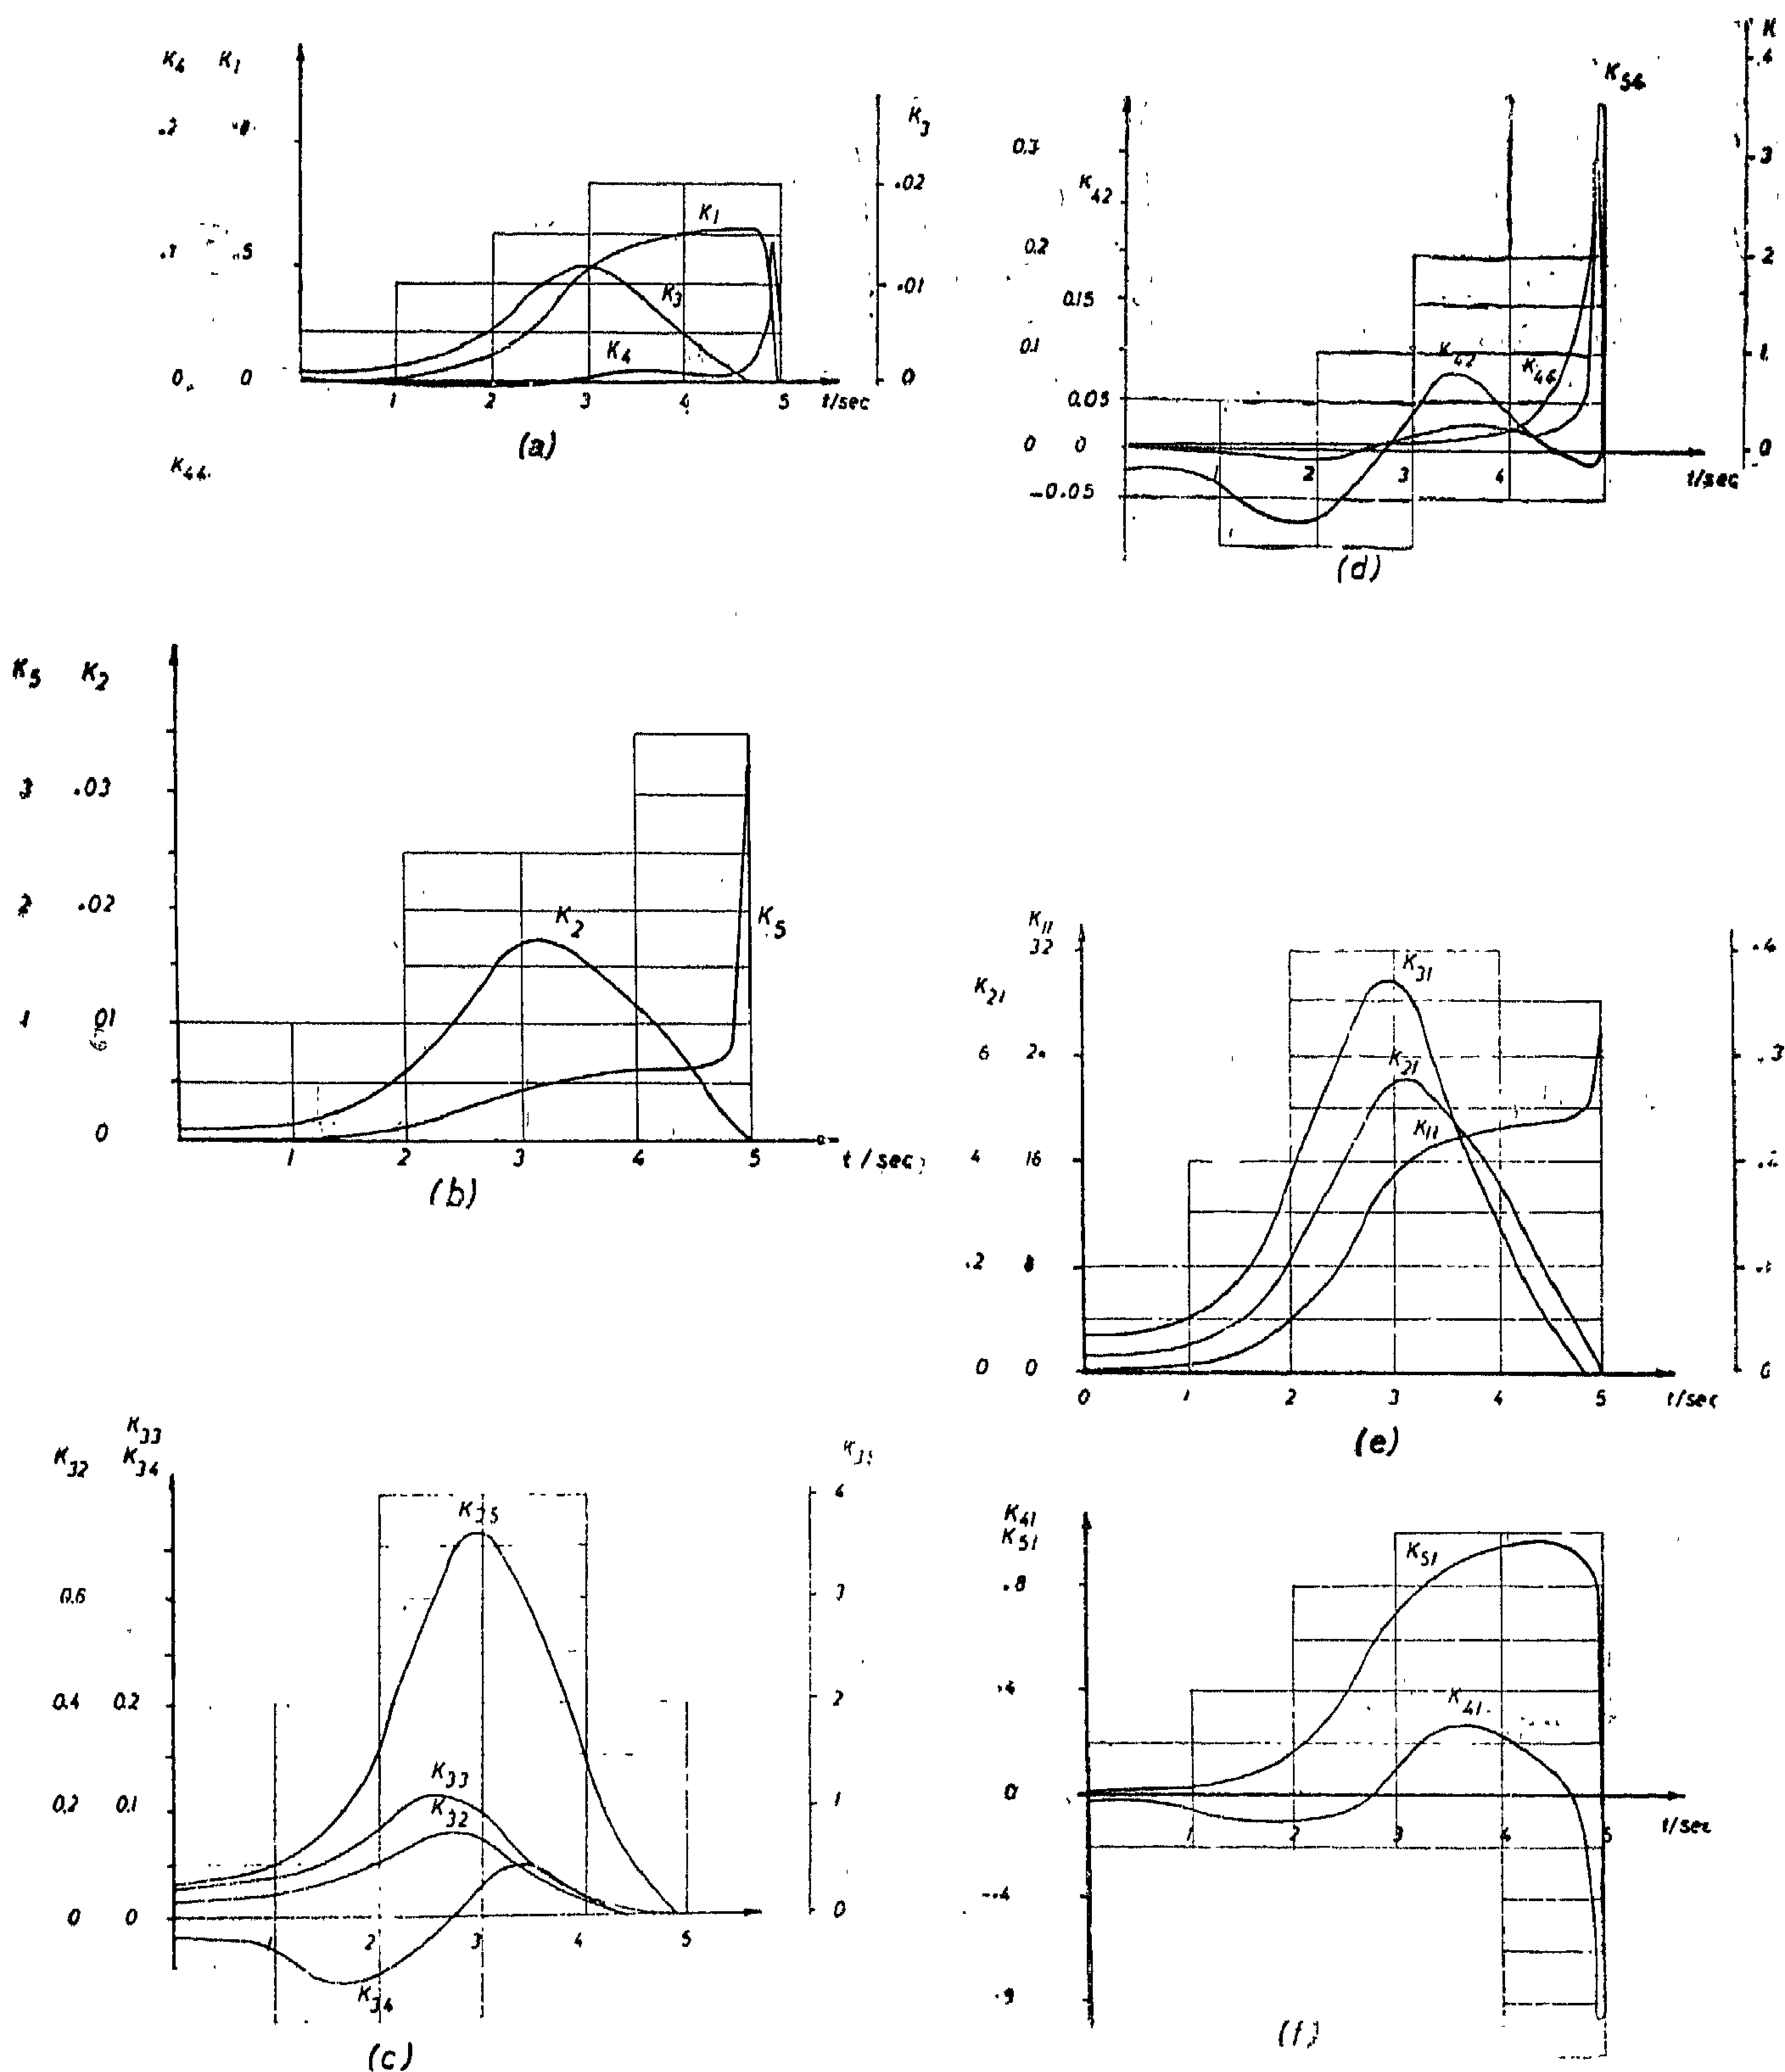 K4 K1
.2
K3
.02
K1
.1 .5
.01
K3
K4
0 0
0
1 2 3 4 5 t/sec
(a)
K44
K
.4
K54
0.3
3
K42
0.2
2
0.15
0.1
K42
1
K44
0.05
0 0
0
1 2 3 4
t/sec
-0.05
(d)
K5 K2
3 .03
2 .02
K2
K5
1 01
0
1 2 3 4 5 t/sec
(b)
K11
32
.4
K31
K21
6 24
.3
K21
K11
4 16
.2 8
0 0
0
0 1 2 3 4 5 t/sec
(e)
K33
K32 K34
4
K35
0.6
3
0.4 0.2
2
K33
0.2 0.1
1
K32
0 0
0
1 2 3 4 5
K34
(c)
K41
K51
K51
.8
.4
K41
0
1 2 3 4 5 t/sec
-.4
(f)